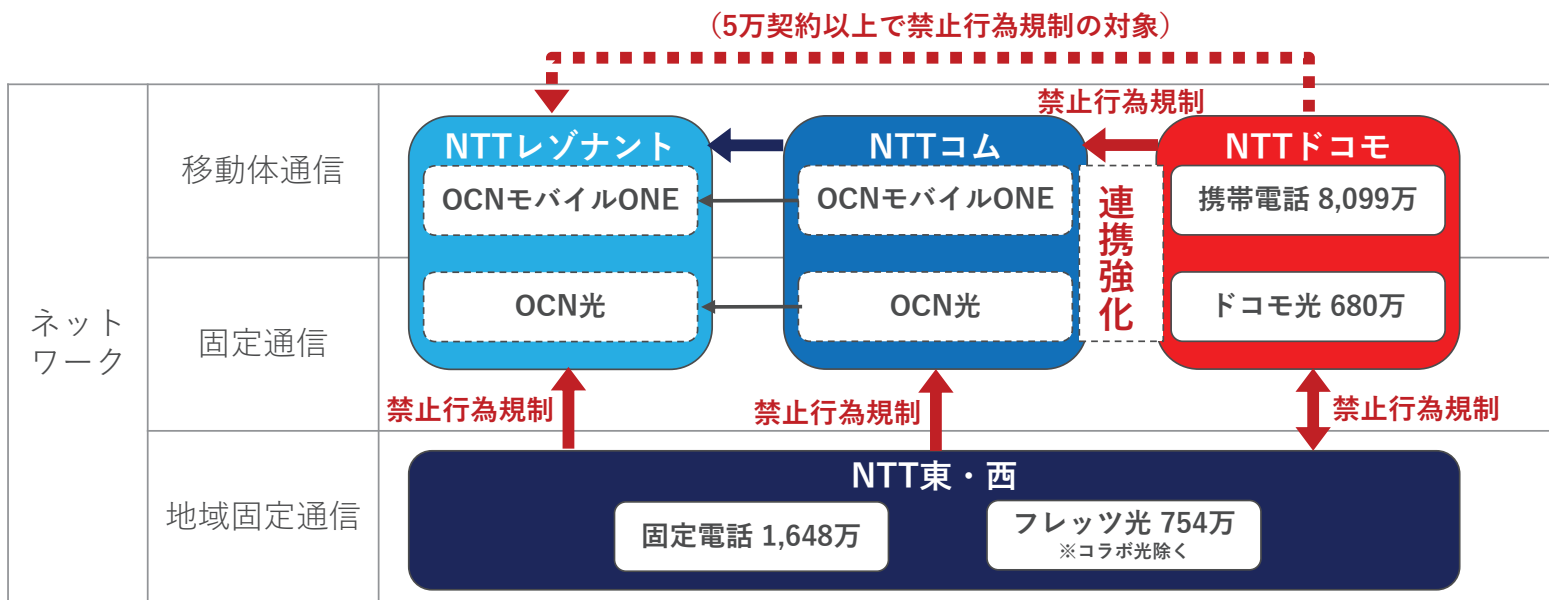 （5万契約以上で禁止行為規制の対象）
禁止行為規制
移動体通信
NTTレゾナント
NTTコム
NTTドコモ
OCNモバイルONE
OCNモバイルONE
連携強化
携帯電話 8,099万
ネット
ワーク
固定通信
OCN光
OCN光
ドコモ光 680万
禁止行為規制
禁止行為規制
禁止行為規制
地域固定通信
NTT東・西
固定電話 1,648万
フレッツ光 754万
※コラボ光除く